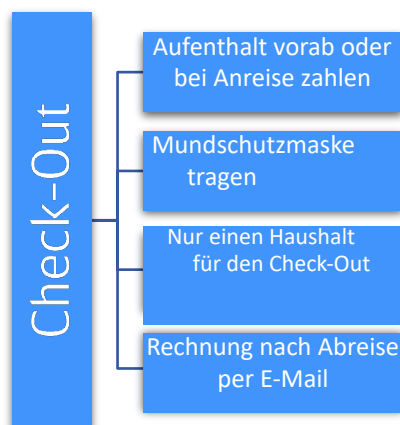 Check-Out
Aufenthalt vorab oder
bei Anreise zahlen
Mundschutzmaske
tragen
Nur einen Haushalt
für den Check-Out
Rechnung nach Abreise
per E-Mail